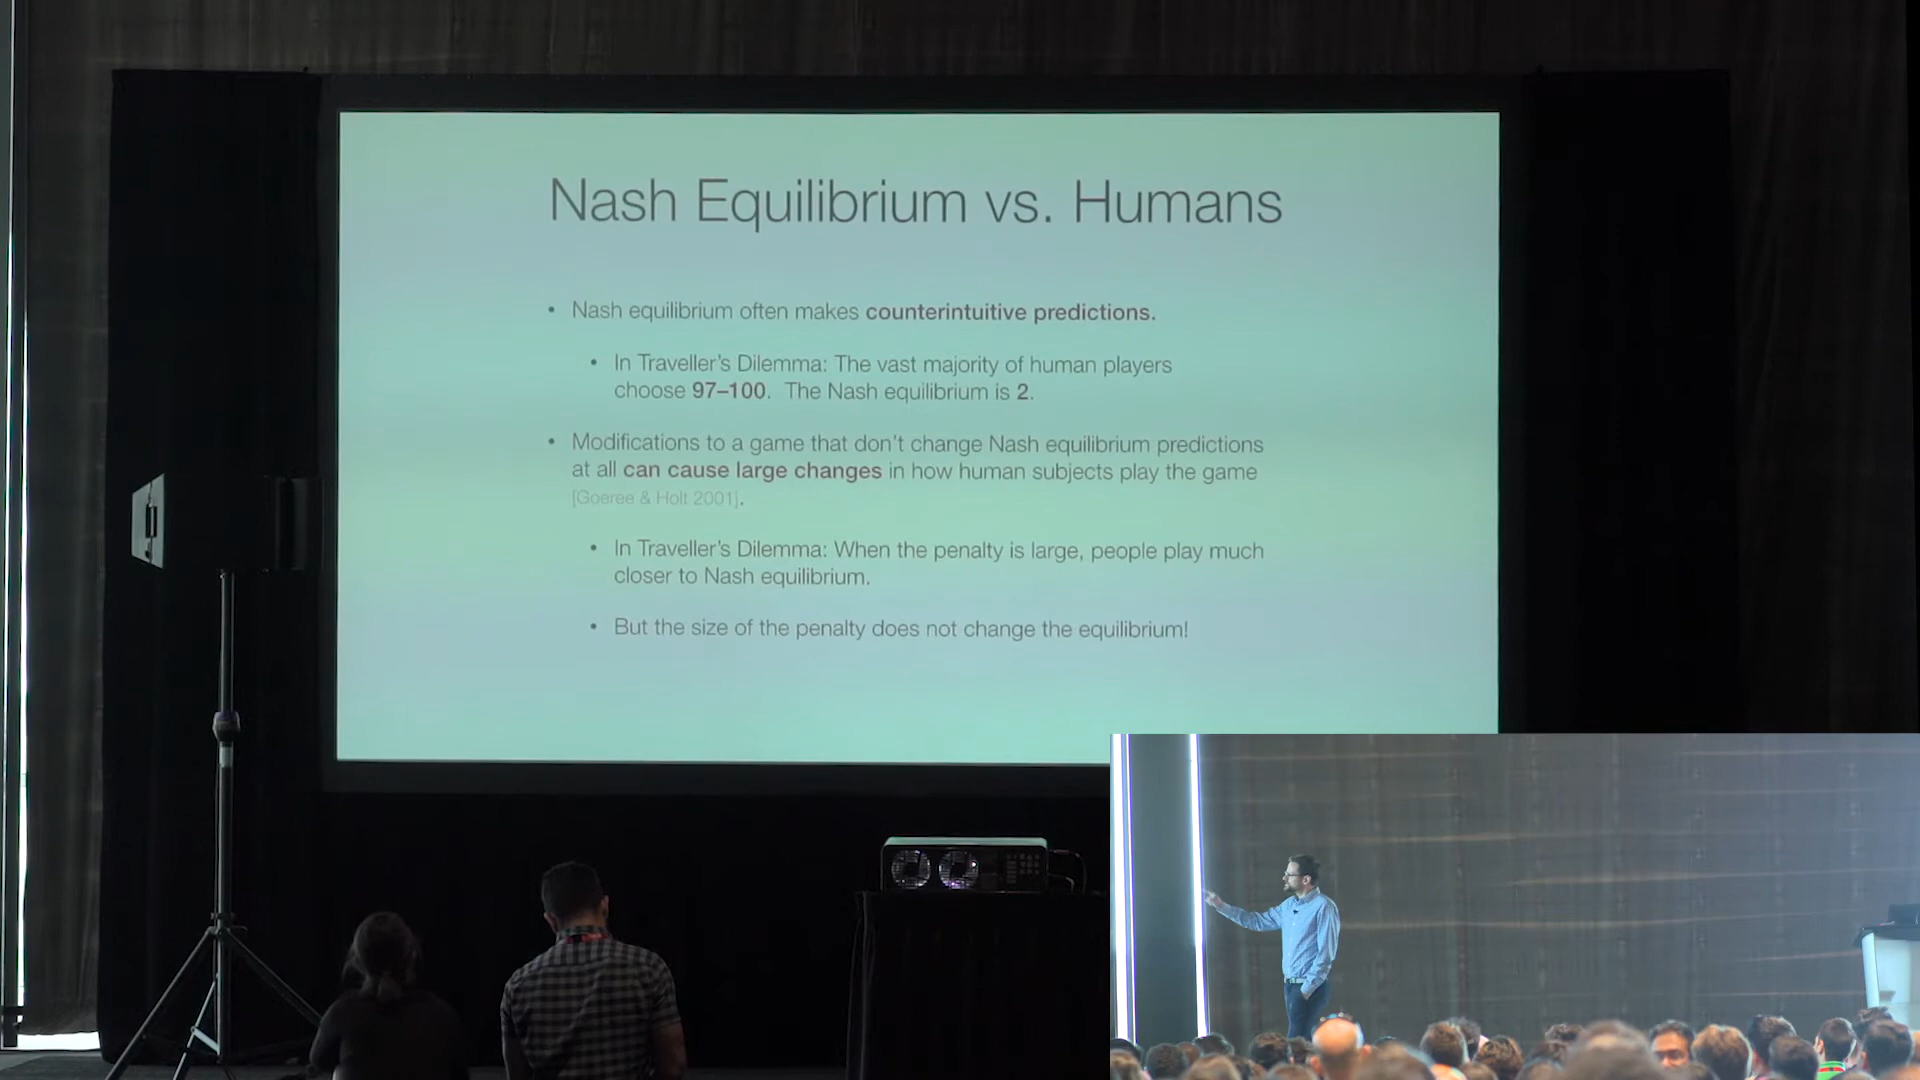 Nash Equilibrium vs. Humans
• Nash equilibrium often makes counterintuitive predictions.
• In Traveller's Dilemma: The vast majority of human players
choose 97–100. The Nash equilibrium is 2.
• Modifications to a game that don't change Nash equilibrium predictions
at all can cause large changes in how human subjects play the game
[Goeree & Holt 2001].
• In Traveller's Dilemma: When the penalty is large, people play much
closer to Nash equilibrium.
• But the size of the penalty does not change the equilibrium!